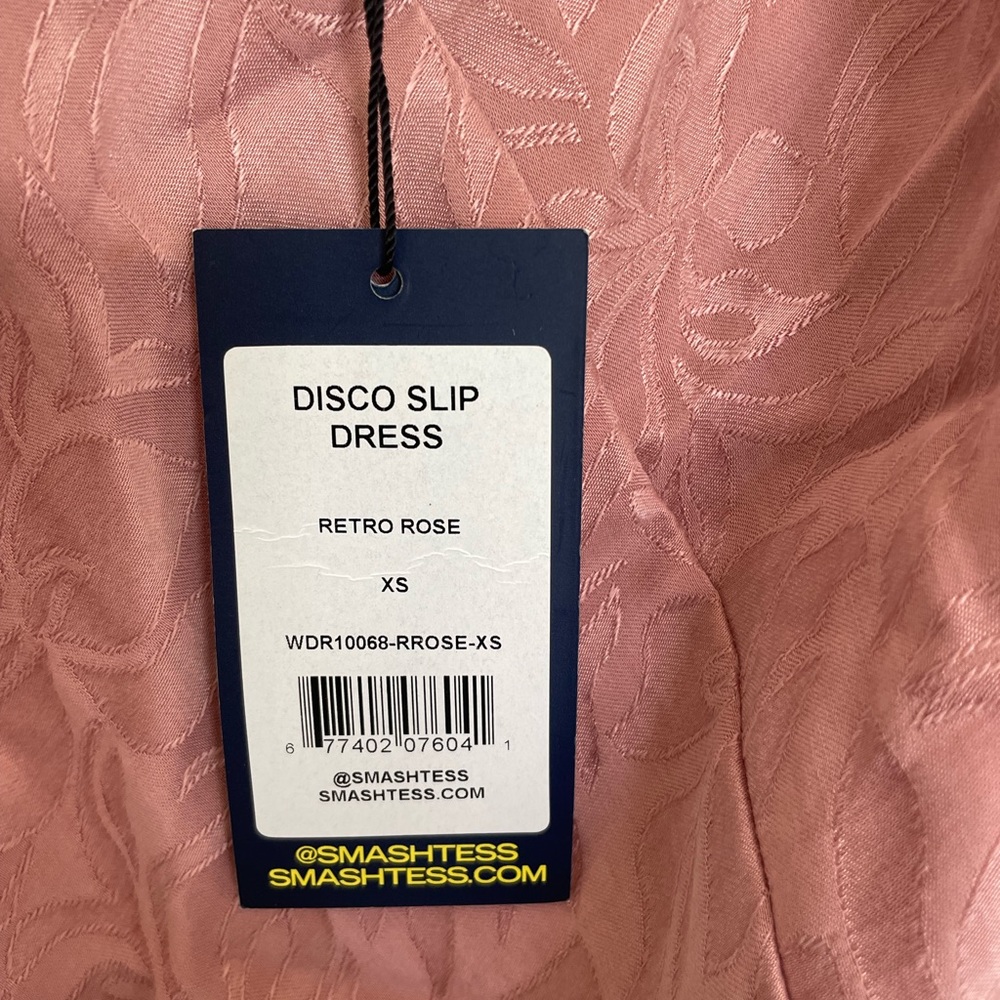 DISCO SLIP
DRESS
RETRO ROSE
XS
WDR10068-RROSE-XS
6 77402 07604 1
@SMASHTESS
SMASHTESS.COM
@SMASHTESS
SMASHTESS.COM